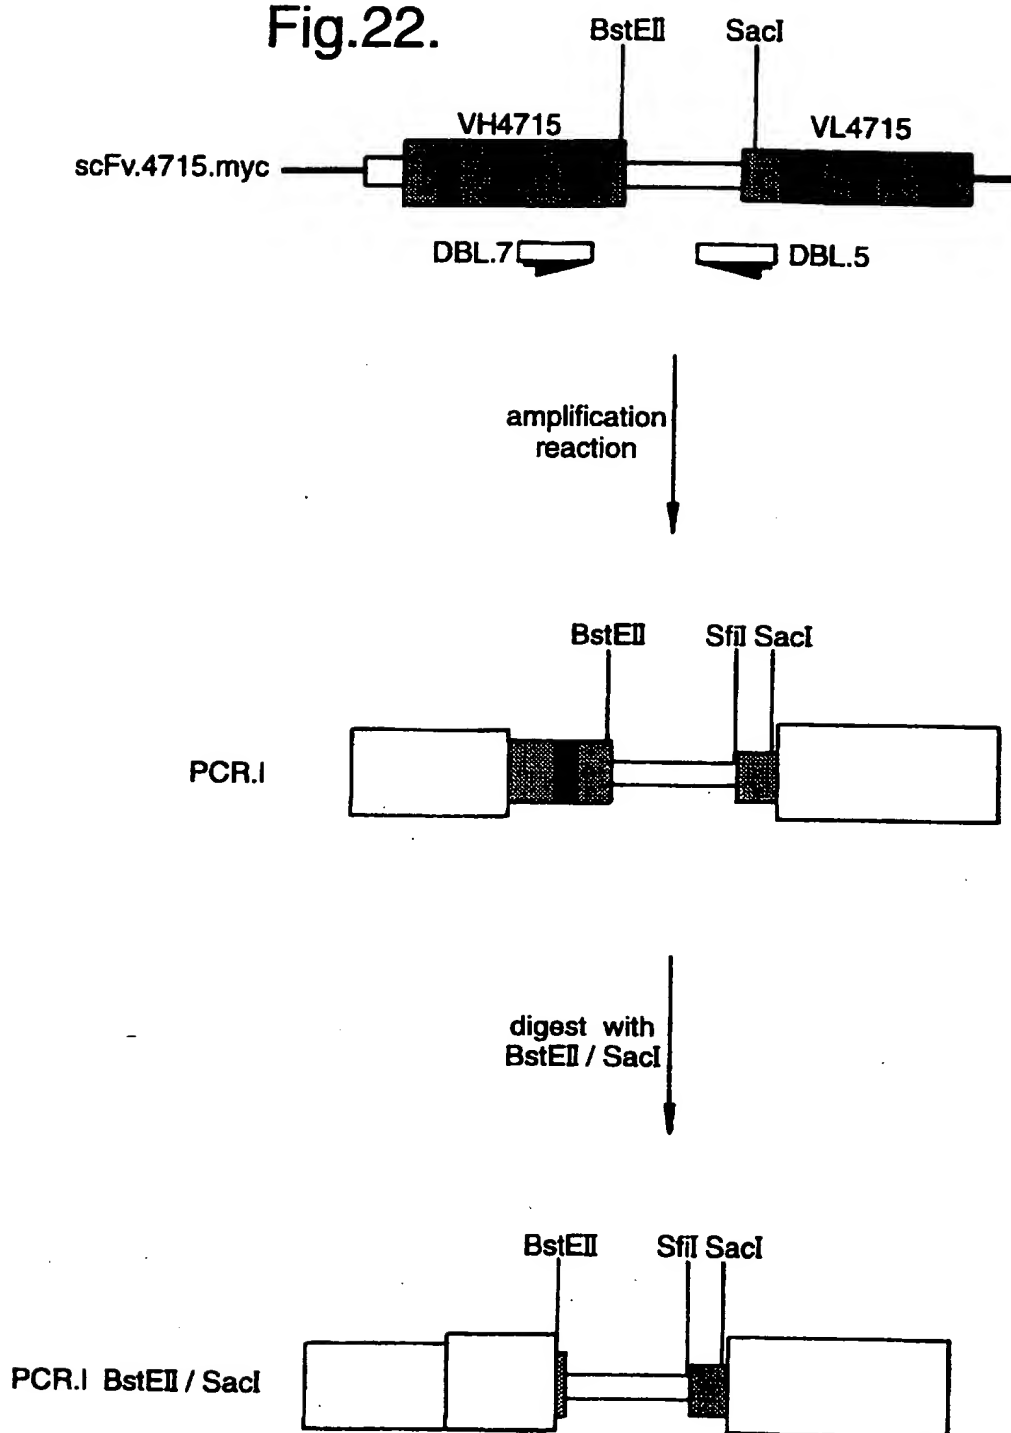 Fig.22.
BstEII SacI
VH4715 VL4715
scFv.4715.myc
DBL.7 DBL.5
amplification
reaction
BstEII SfiI SacI
PCR.I
digest with
BstEII / SacI
BstEII SfiI SacI
PCR.I BstEII / SacI